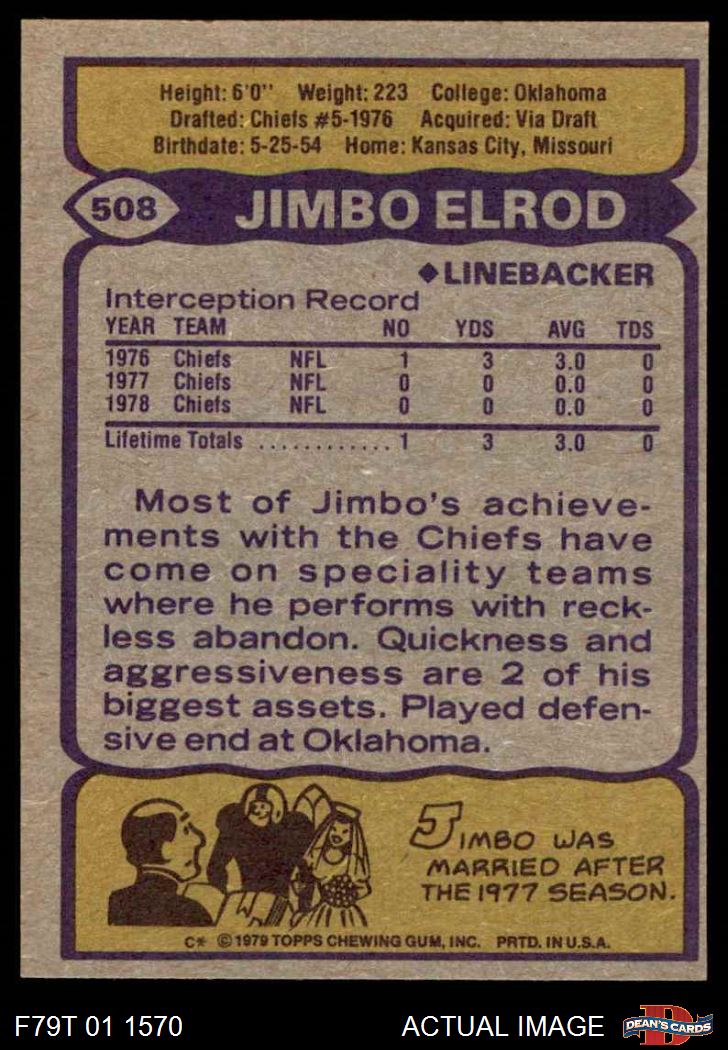 Height: 6'0" Weight: 223 College: Oklahoma
Drafted: Chiefs #5-1976 Acquired: Via Draft
Birthdate: 5-25-54 Home: Kansas City, Missouri
508 JIMBO ELROD
◆LINEBACKER
Interception Record
YEAR TEAM NO YDS AVG TDS
1976 Chiefs NFL 1 3 3.0 0
1977 Chiefs NFL 0 0 0.0 0
1978 Chiefs NFL 0 0 0.0 0
Lifetime Totals ............ 1 3 3.0 0
Most of Jimbo's achieve-
ments with the Chiefs have
come on speciality teams
where he performs with reck-
less abandon. Quickness and
aggressiveness are 2 of his
biggest assets. Played defen-
sive end at Oklahoma.
JIMBO WAS
MARRIED AFTER
THE 1977 SEASON.
C* © 1979 TOPPS CHEWING GUM, INC. PRTD. IN U.S.A.
F79T 01 1570 ACTUAL IMAGE D DEAN'S CARDS